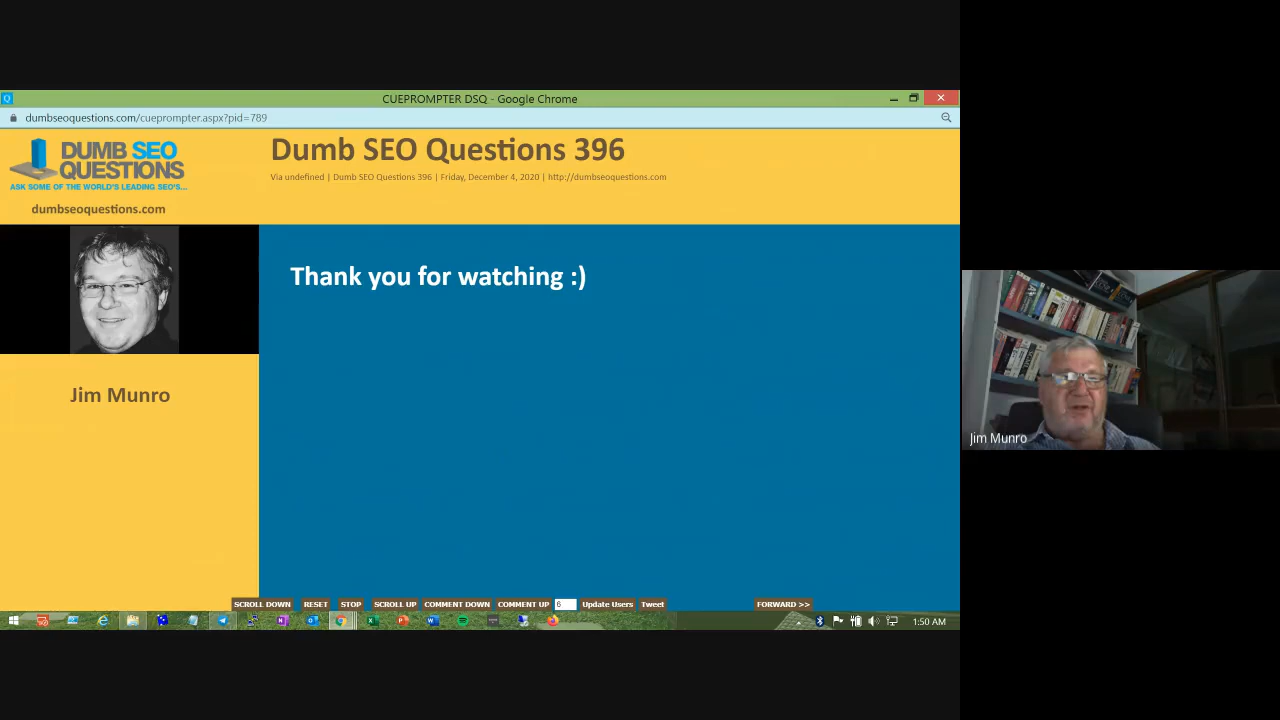 CUEPROMPTER DSQ - Google Chrome
dumbseoquestions.com/cueprompter.aspx?pid=789
DUMB SEO
QUESTIONS
ASK SOME OF THE WORLD'S LEADING SEO'S...
dumbseoquestions.com
Dumb SEO Questions 396
Via undefined | Dumb SEO Questions 396 | Friday, December 4, 2020 | http://dumbseoquestions.com
Thank you for watching :)
Jim Munro
Jim Munro
SCROLL DOWN RESET STOP SCROLL UP COMMENT DOWN COMMENT UP 6 Update Users Tweet FORWARD >>
1:50 AM